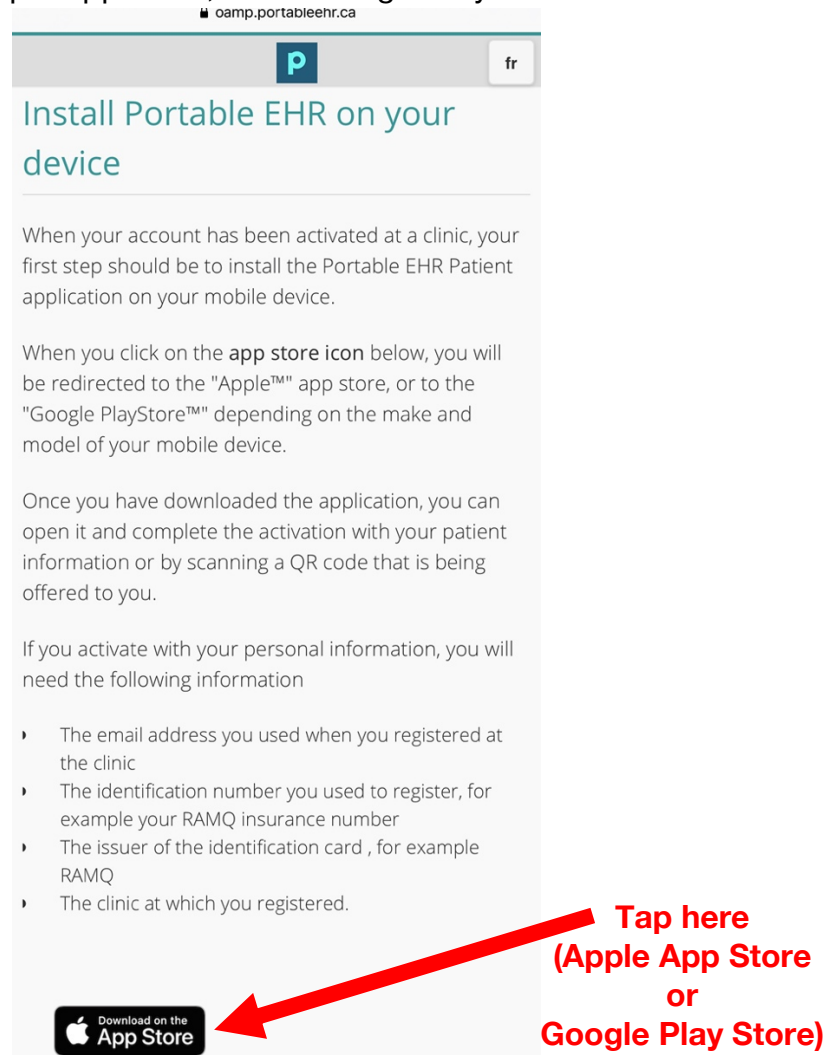 oamp.portableehr.ca
p
fr
Install Portable EHR on your
device
When your account has been activated at a clinic, your
first step should be to install the Portable EHR Patient
application on your mobile device.
When you click on the app store icon below, you will
be redirected to the "Apple™" app store, or to the
"Google PlayStore™" depending on the make and
model of your mobile device.
Once you have downloaded the application, you can
open it and complete the activation with your patient
information or by scanning a QR code that is being
offered to you.
If you activate with your personal information, you will
need the following information
The email address you used when you registered at
the clinic
The identification number you used to register, for
example your RAMQ insurance number
The issuer of the identification card , for example
RAMQ
The clinic at which you registered.
Tap here
(Apple App Store
or
Google Play Store)
Download on the
App Store